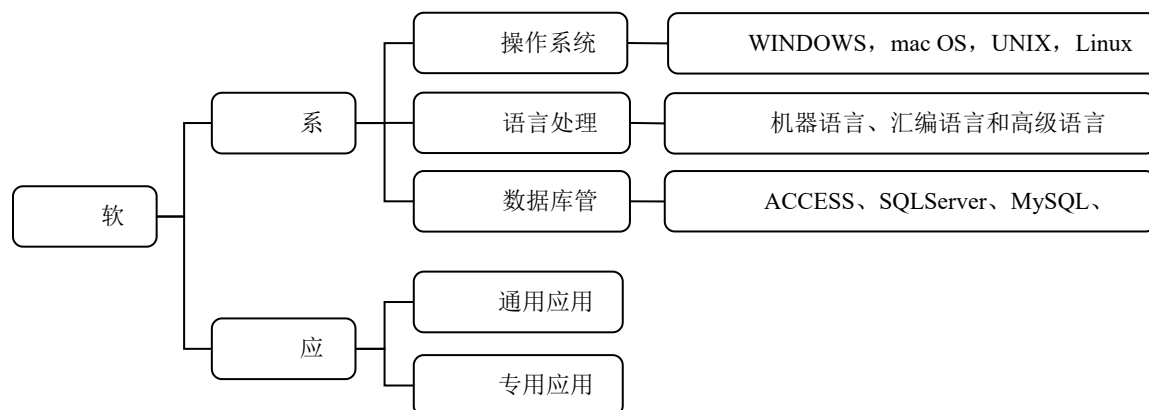 操作系统
WINDOWS，mac OS，UNIX，Linux
系
语言处理
机器语言、汇编语言和高级语言
数据库管
ACCESS、SQLServer、MySQL、
软
通用应用
应
专用应用